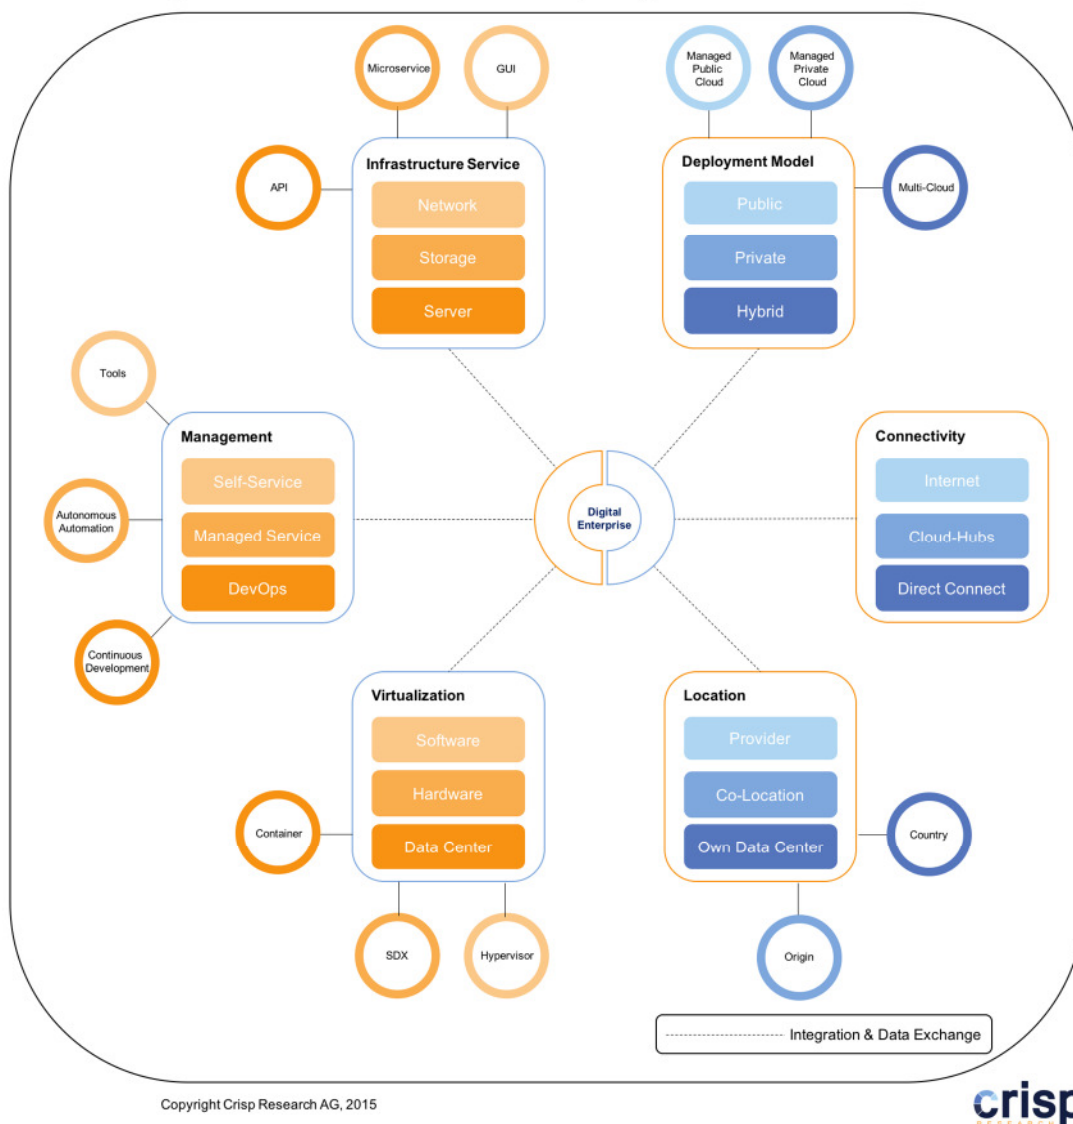 Microservice
GUI
API
Infrastructure Service
Network
Storage
Server
Managed
Public
Cloud
Managed
Private
Cloud
Multi-Cloud
Deployment Model
Public
Private
Hybrid
Tools
Autonomous
Automation
Continuous
Development
Management
Self-Service
Managed Service
DevOps
Digital
Enterprise
Connectivity
Internet
Cloud-Hubs
Direct Connect
Virtualization
Software
Hardware
Data Center
Container
SDX
Hypervisor
Location
Provider
Co-Location
Own Data Center
Country
Origin
Integration & Data Exchange
Copyright Crisp Research AG, 2015
crisp
RESEARCH